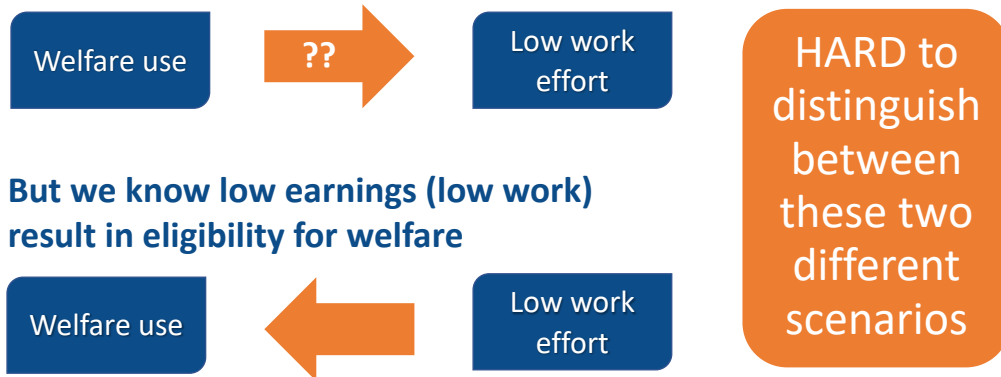 Welfare use
??
Low work
effort
HARD to
distinguish
between
these two
different
scenarios
But we know low earnings (low work)
result in eligibility for welfare
Welfare use
Low work
effort